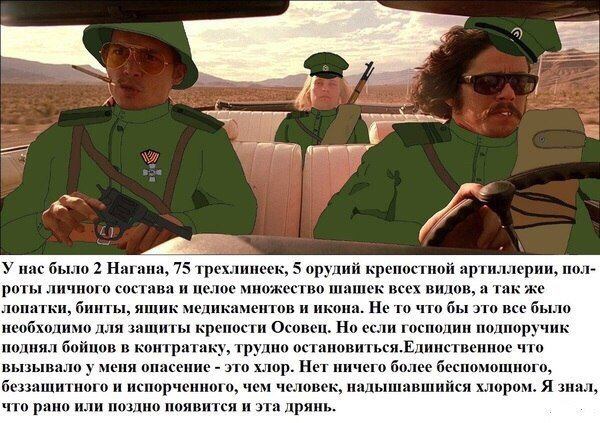 У нас было 2 Нагана, 75 трехлинеек, 5 орудий крепостной артиллерии, пол-
роты личного состава и целое множество шашек всех видов, а так же
лопатки, бинты, ящик медикаментов и икона. Не то что бы это все было
необходимо для защиты крепости Осовец. Но если господин подпоручик
поднял бойцов в контратаку, трудно остановиться.Единственное что
вызывало у меня опасение - это хлор. Нет ничего более беспомощного,
беззащитного и испорченного, чем человек, надышавшийся хлором. Я знал,
что рано или поздно появится и эта дрянь.